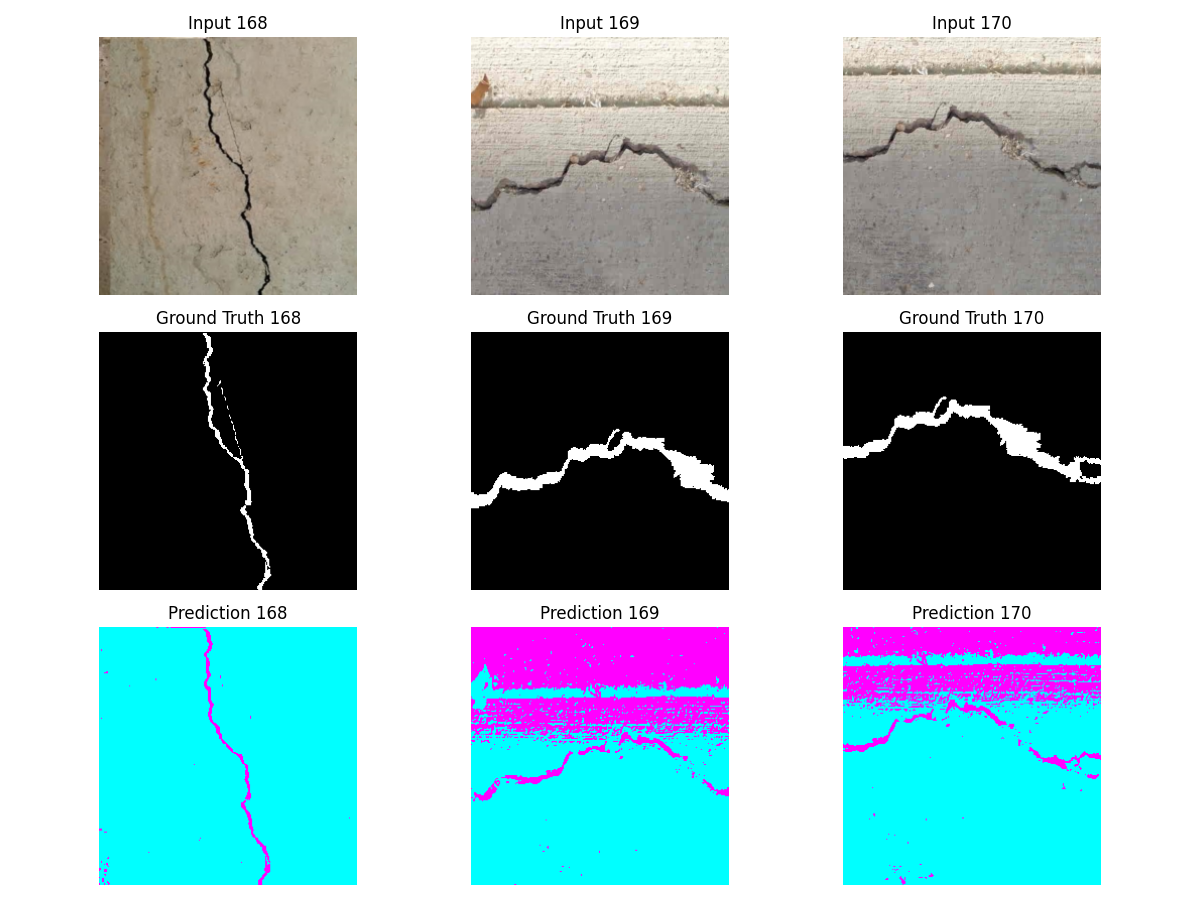 Input 168
Input 169
Input 170
Ground Truth 168
Ground Truth 169
Ground Truth 170
Prediction 168
Prediction 169
Prediction 170